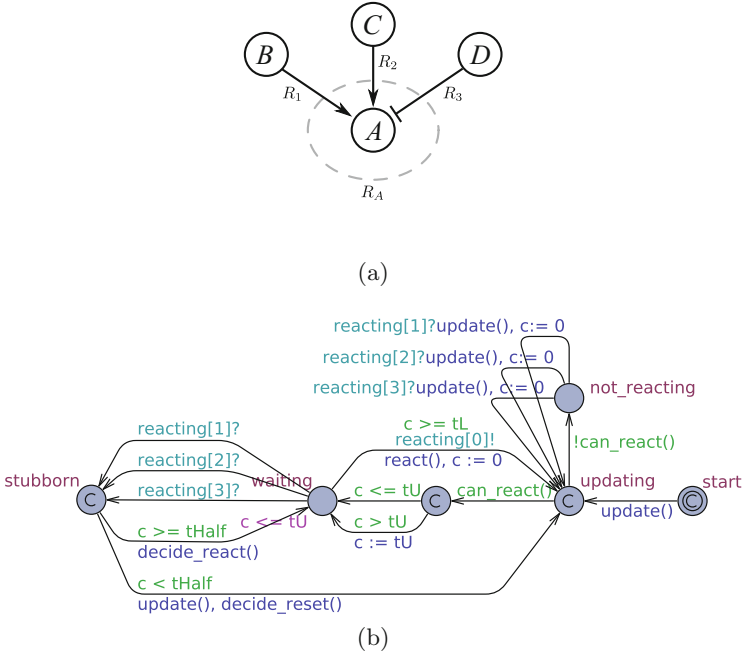 C
B
D
R2
R1
R3
A
RA
(a)
reacting[1]?update(), c:= 0
reacting[2]?update(), c:= 0
reacting[3]?update(), c:= 0
not_reacting
c >= tL
reacting[1]?
reacting[0]!
!can_react()
react(), c := 0
reacting[2]?
stubborn
waiting
updating
start
reacting[3]?
c <= tU
can_react()
C
C
C
C
update()
c <= tU
c > tU
c >= tHalf
c := tU
decide_react()
c < tHalf
update(), decide_reset()
(b)